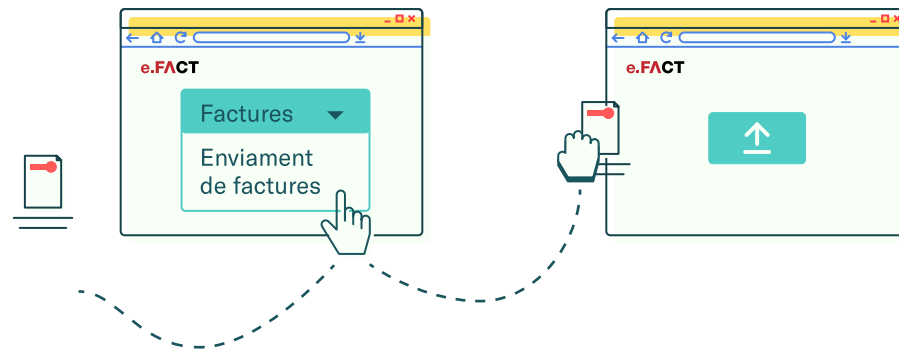 e.FACT
Factures
Enviament
de factures
e.FACT